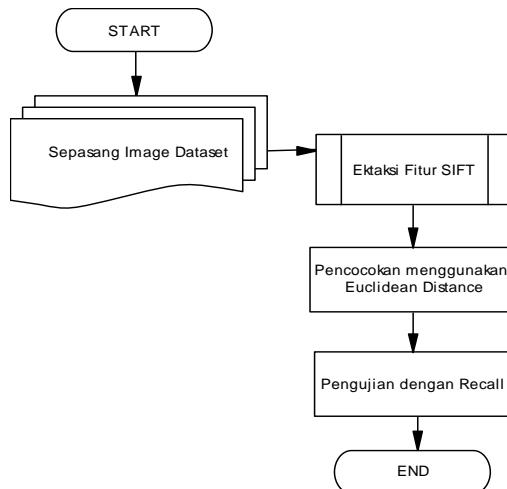 START
Sepasang Image Dataset
Ektaksi Fitur SIFT
Pencocokan menggunakan
Euclidean Distance
Pengujian dengan Recall
END